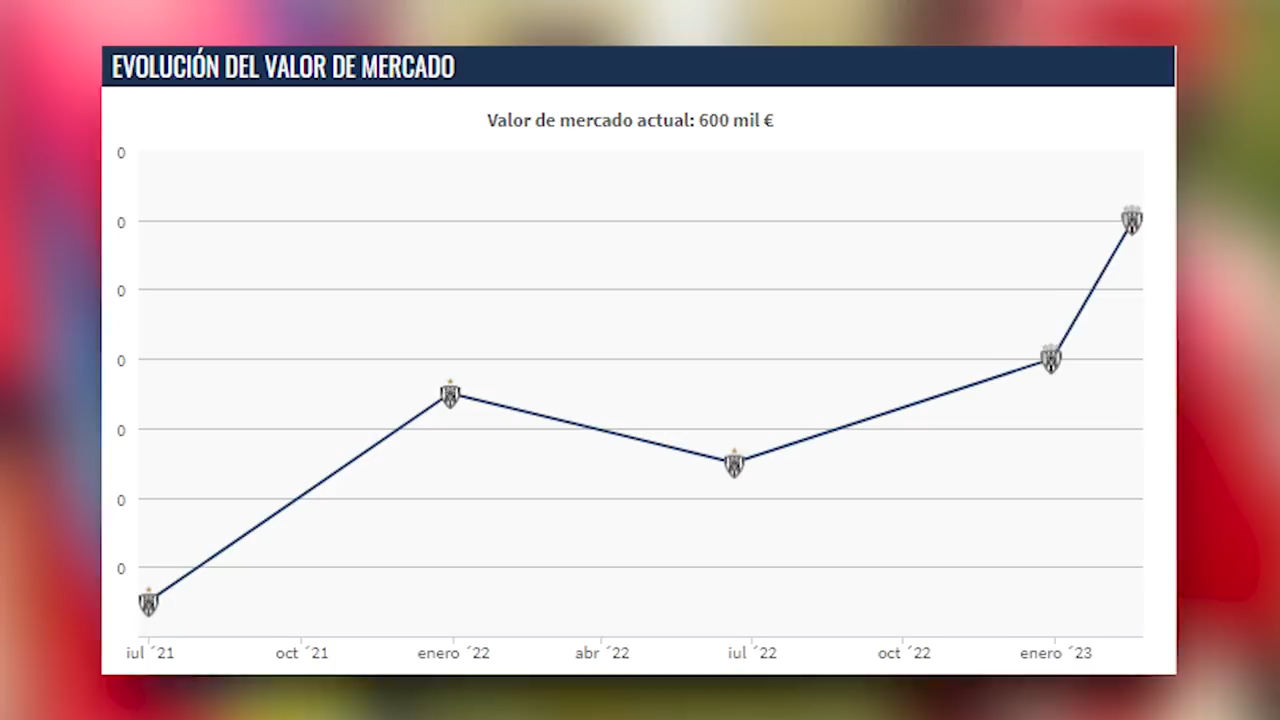 EVOLUCIÓN DEL VALOR DE MERCADO
Valor de mercado actual: 600 mil €
0
0
0
0
0
0
0
iul ´21
oct ´21
enero ´22
abr ´22
iul ´22
oct ´22
enero ´23